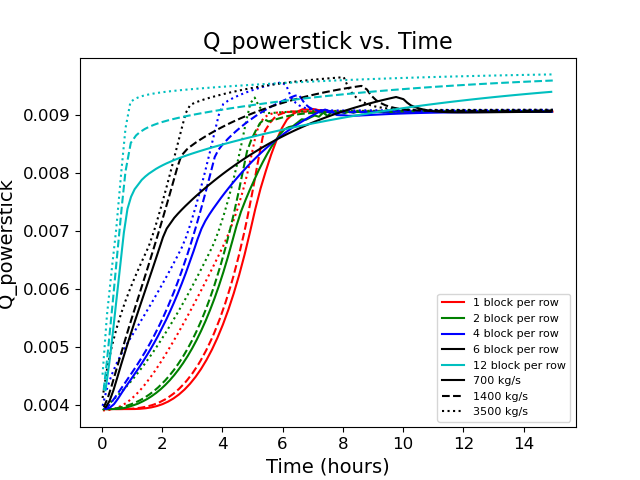 Q_powerstick vs. Time
Q_powerstick
0.009
0.008
0.007
0.006
0.005
0.004
0
2
4
6
8
10
12
14
Time (hours)
1 block per row
2 block per row
4 block per row
6 block per row
12 block per row
700 kg/s
1400 kg/s
3500 kg/s